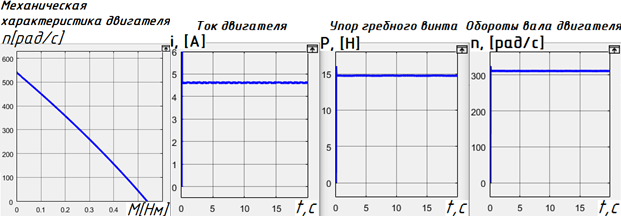 Механическая
характеристика двигателя
n[рад/с]
600
500
400
300
200
100
0
0 0.1 0.2 0.3 0.4
M[Нм]
Ток двигателя
i, [А]
6
5
4
3
2
1
0
0 5 10 15
t,с
Упор гребного винта
P, [Н]
15
10
5
0
0 5 10 15
t,с
Обороты вала двигателя
n, [рад/с]
300
200
100
0
0 5 10 15
t,с